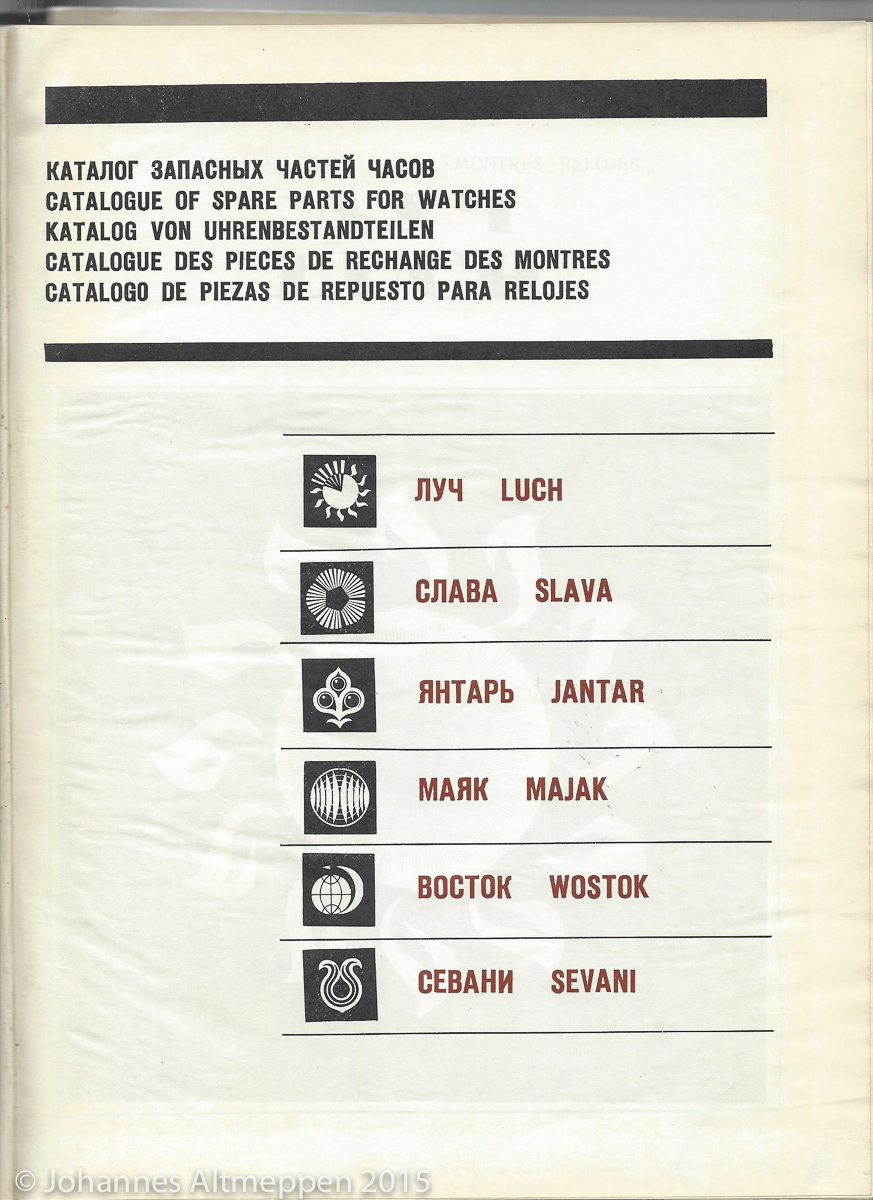 КАТАЛОГ ЗАПАСНЫХ ЧАСТЕЙ ЧАСОВ
CATALOGUE OF SPARE PARTS FOR WATCHES
KATALOG VON UHRENBESTANDTEILEN
CATALOGUE DES PIECES DE RECHANGE DES MONTRES
CATALOGO DE PIEZAS DE REPUESTO PARA RELOJES
ЛУЧ LUCH
СЛАВА SLAVA
ЯНТАРЬ JANTAR
МАЯК MAJAK
ВОСТОК WOSTOK
СЕВАНИ SEVANI
© Johannes Altmeppen 2015